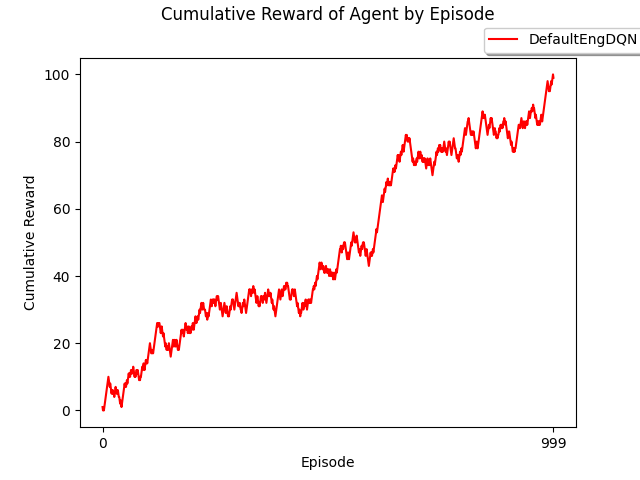 Cumulative Reward of Agent by Episode
DefaultEngDQN
100
80
60
40
20
0
Cumulative Reward
0 999
Episode